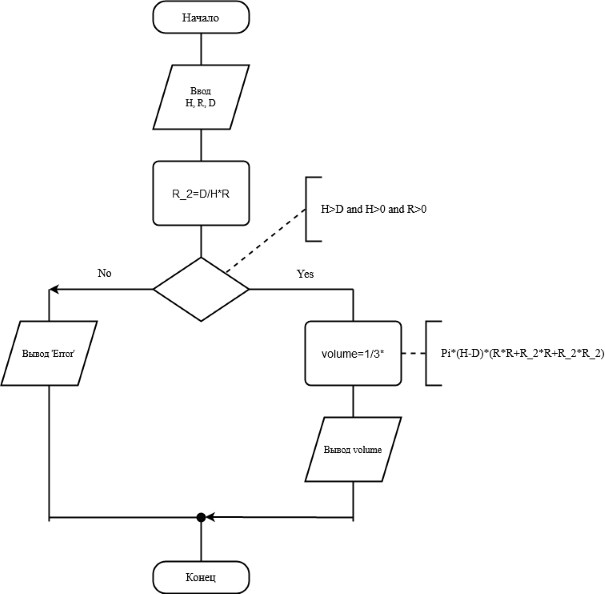 Начало
Ввод
H, R, D
R_2=D/H*R
H>D and H>0 and R>0
No
Yes
Вывод 'Error'
volume=1/3*
Pi*(H-D)*(R*R+R_2*R+R_2*R_2)
Вывод volume
Конец